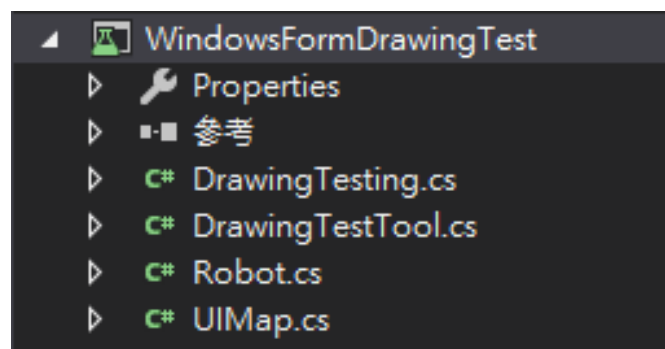 WindowsFormDrawingTest
Properties
參考
C# DrawingTesting.cs
C# DrawingTestTool.cs
C# Robot.cs
C# UIMap.cs